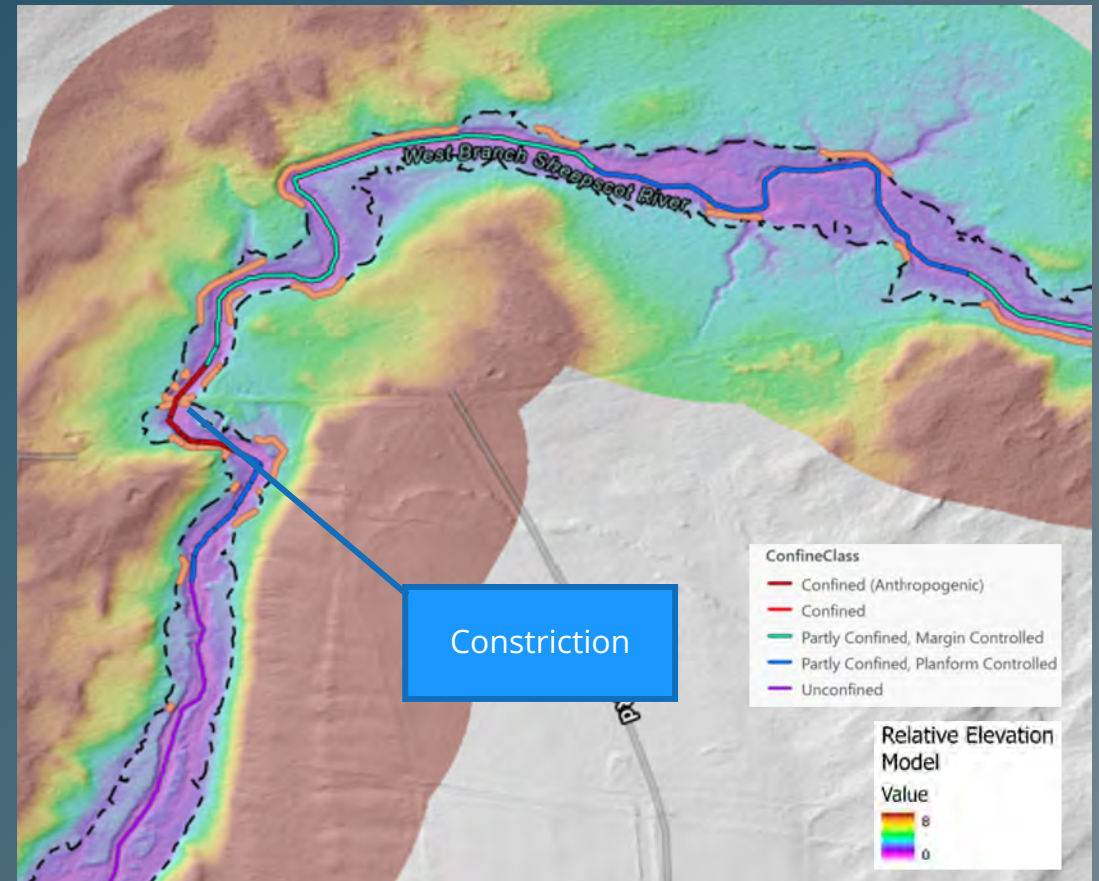 West Branch Sheepscot River
Constriction
Rd
ConfineClass
Confined (Anthropogenic)
Confined
Partly Confined, Margin Controlled
Partly Confined, Planform Controlled
Unconfined
Relative Elevation
Model
Value
8
0